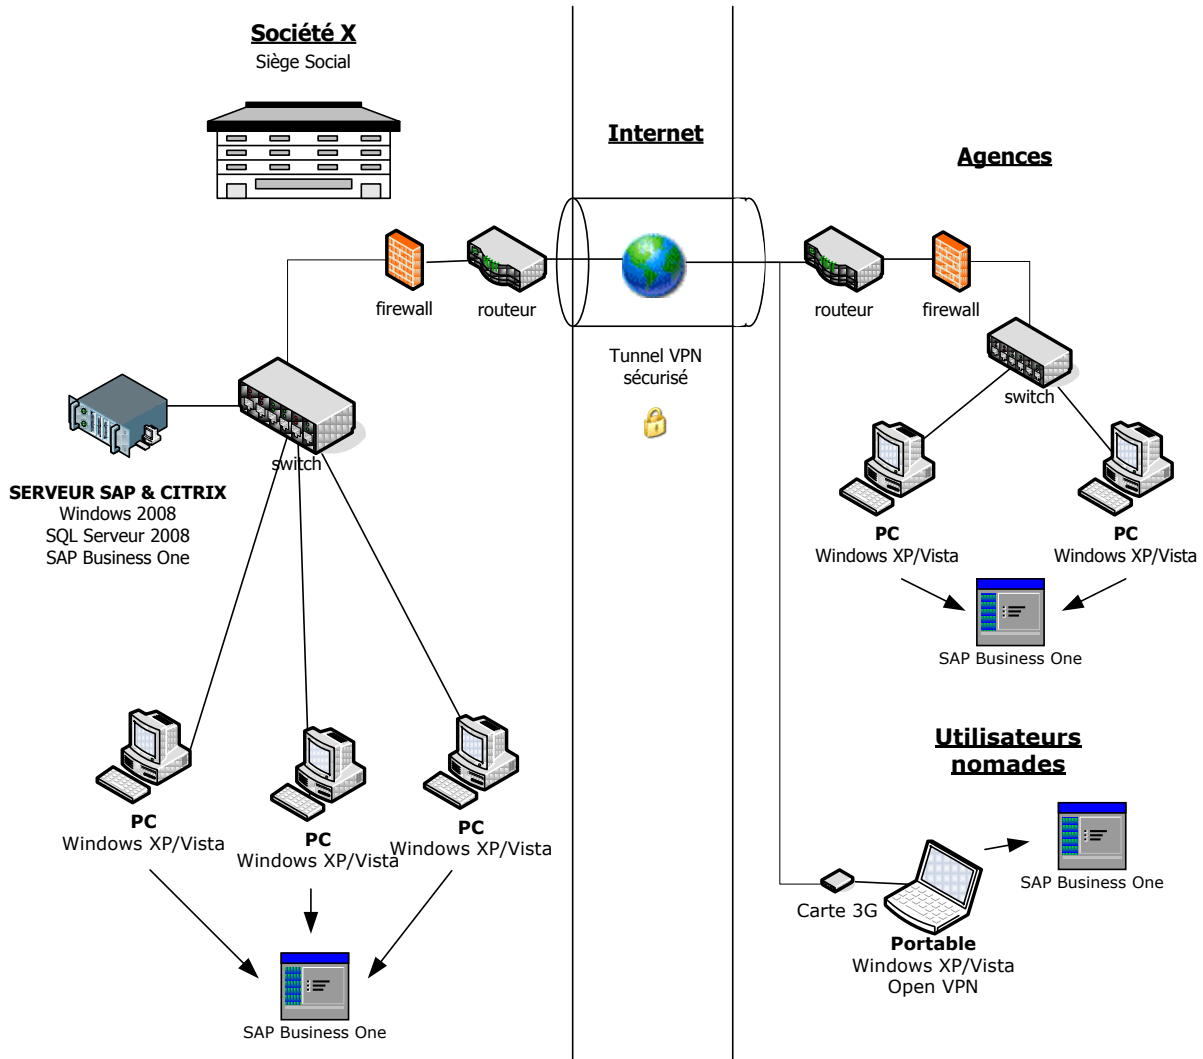 Société X
Siège Social
Internet
Agences
firewall
routeur
routeur
firewall
Tunnel VPN
sécurisé
switch
switch
SERVEUR SAP & CITRIX
Windows 2008
SQL Serveur 2008
SAP Business One
PC
Windows XP/Vista
PC
Windows XP/Vista
SAP Business One
Utilisateurs
nomades
PC
Windows XP/Vista
PC
Windows XP/Vista
PC
Windows XP/Vista
SAP Business One
Carte 3G
Portable
Windows XP/Vista
Open VPN
SAP Business One